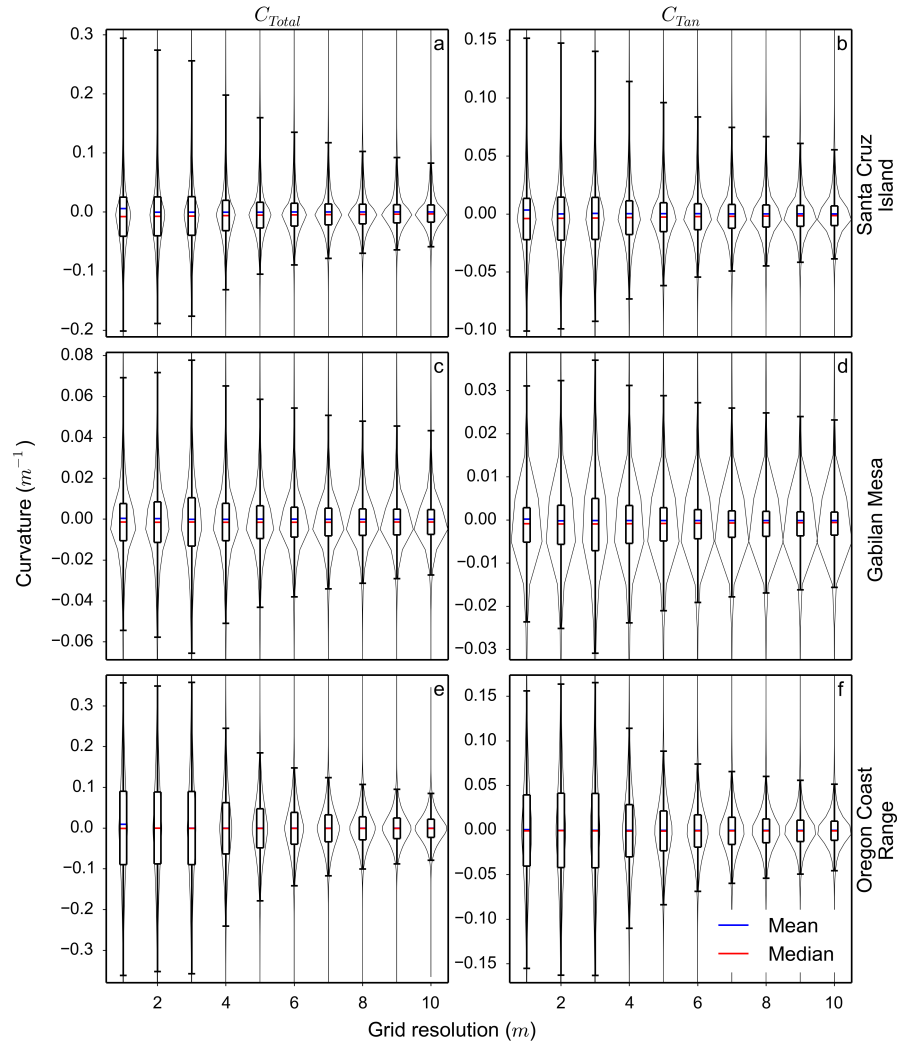 C_Total
C_Tan
a
0.3
0.2
0.1
0.0
−0.1
−0.2
b
0.15
0.10
0.05
0.00
−0.05
−0.10
Santa Cruz
Island
c
0.08
0.06
0.04
0.02
0.00
−0.02
−0.04
−0.06
d
0.03
0.02
0.01
0.00
−0.01
−0.02
−0.03
Gabilan Mesa
Curvature (m⁻¹)
e
0.3
0.2
0.1
0.0
−0.1
−0.2
−0.3
f
0.15
0.10
0.05
0.00
−0.05
−0.10
−0.15
Oregon Coast
Range
Mean
Median
2 4 6 8 10
2 4 6 8 10
Grid resolution (m)